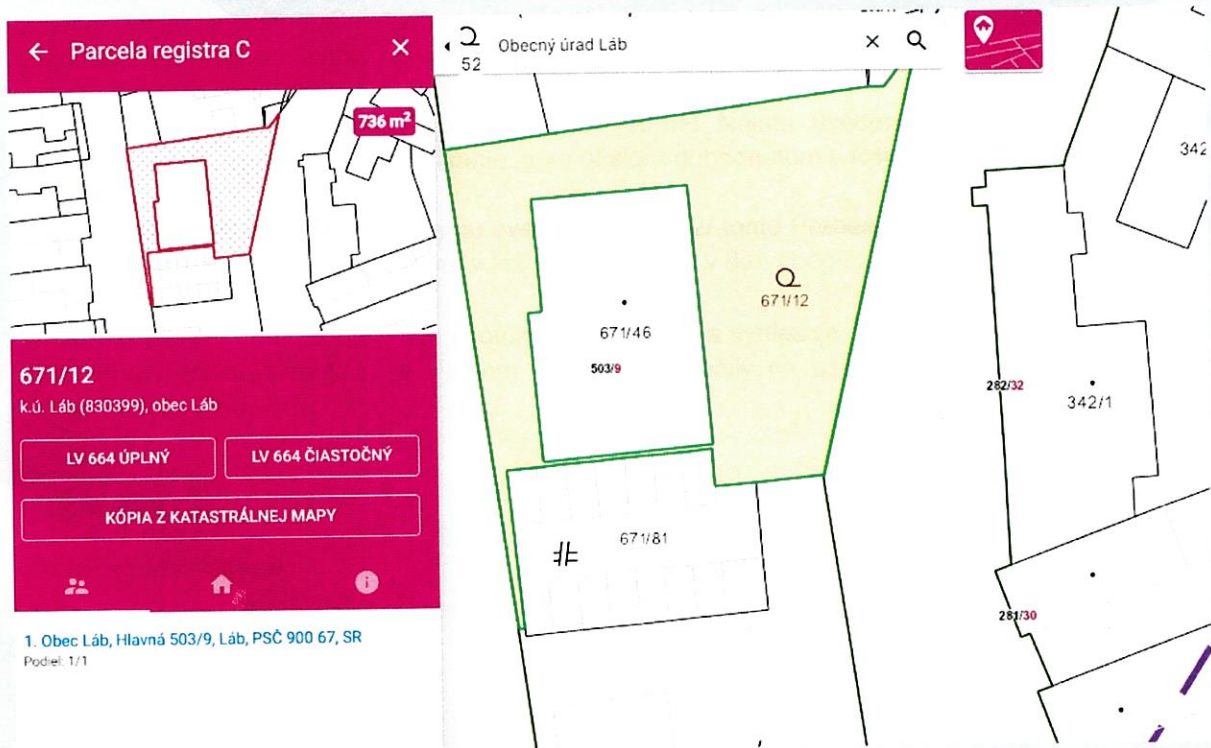 Parcela registra C
736 m²
671/12
k.ú. Láb (830399), obec Láb
LV 664 ÚPLNÝ
LV 664 ČIASTOČNÝ
KÓPIA Z KATASTRÁLNEJ MAPY
1. Obec Láb, Hlavná 503/9, Láb, PSČ 900 67, SR
Podiel: 1/1
52
Obecný úrad Láb
671/12
671/46
503/9
671/81
342
282/32
342/1
281/30